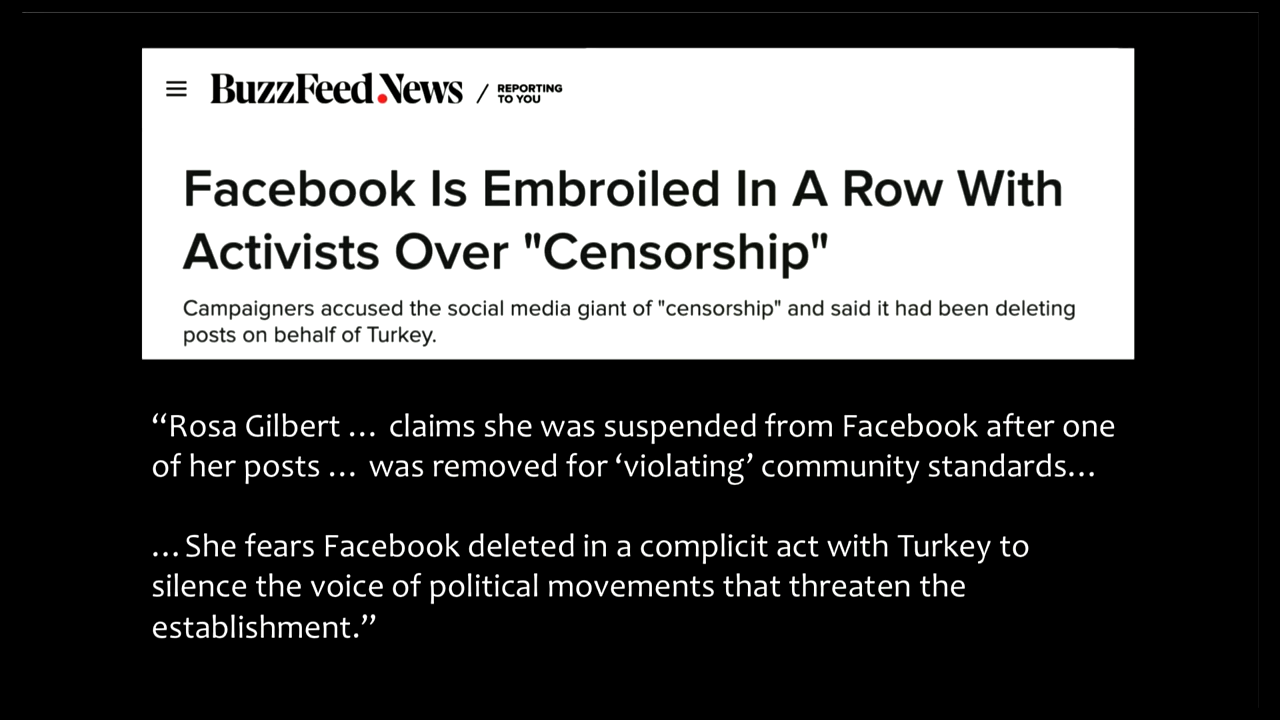 BuzzFeed.News / REPORTING TO YOU
Facebook Is Embroiled In A Row With
Activists Over "Censorship"
Campaigners accused the social media giant of "censorship" and said it had been deleting
posts on behalf of Turkey.
“Rosa Gilbert … claims she was suspended from Facebook after one
of her posts … was removed for ‘violating’ community standards…
…She fears Facebook deleted in a complicit act with Turkey to
silence the voice of political movements that threaten the
establishment.”